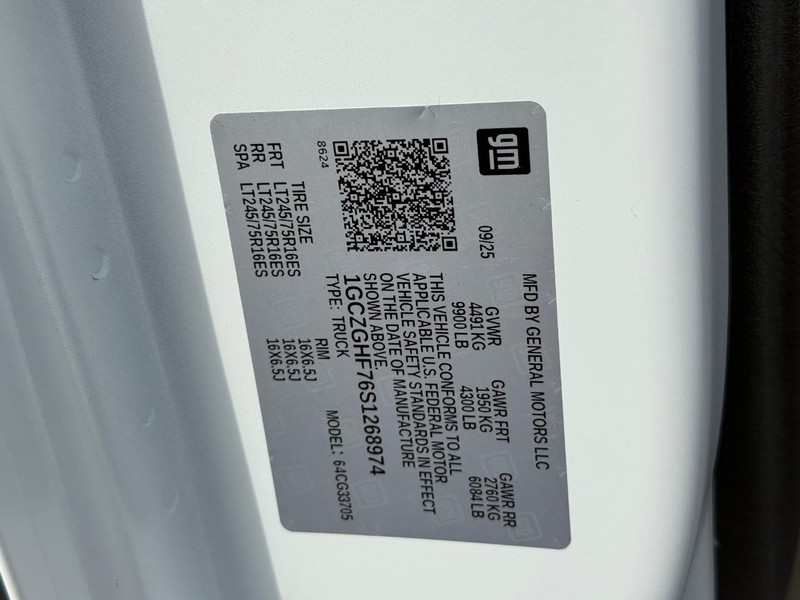 gm
MFD BY GENERAL MOTORS LLC
09/25
GVWR GAWR FRT GAWR RR
4491 KG 1950 KG 2760 KG
9900 LB 4300 LB 6084 LB
THIS VEHICLE CONFORMS TO ALL
APPLICABLE U.S. FEDERAL MOTOR
VEHICLE SAFETY STANDARDS IN EFFECT
ON THE DATE OF MANUFACTURE
SHOWN ABOVE.
1GCZGHF76S1268974
TYPE: TRUCK MODEL: 64CG33705
8624
TIRE SIZE RIM
FRT LT245/75R16ES 16X6.5J
RR LT245/75R16ES 16X6.5J
SPA LT245/75R16ES 16X6.5J